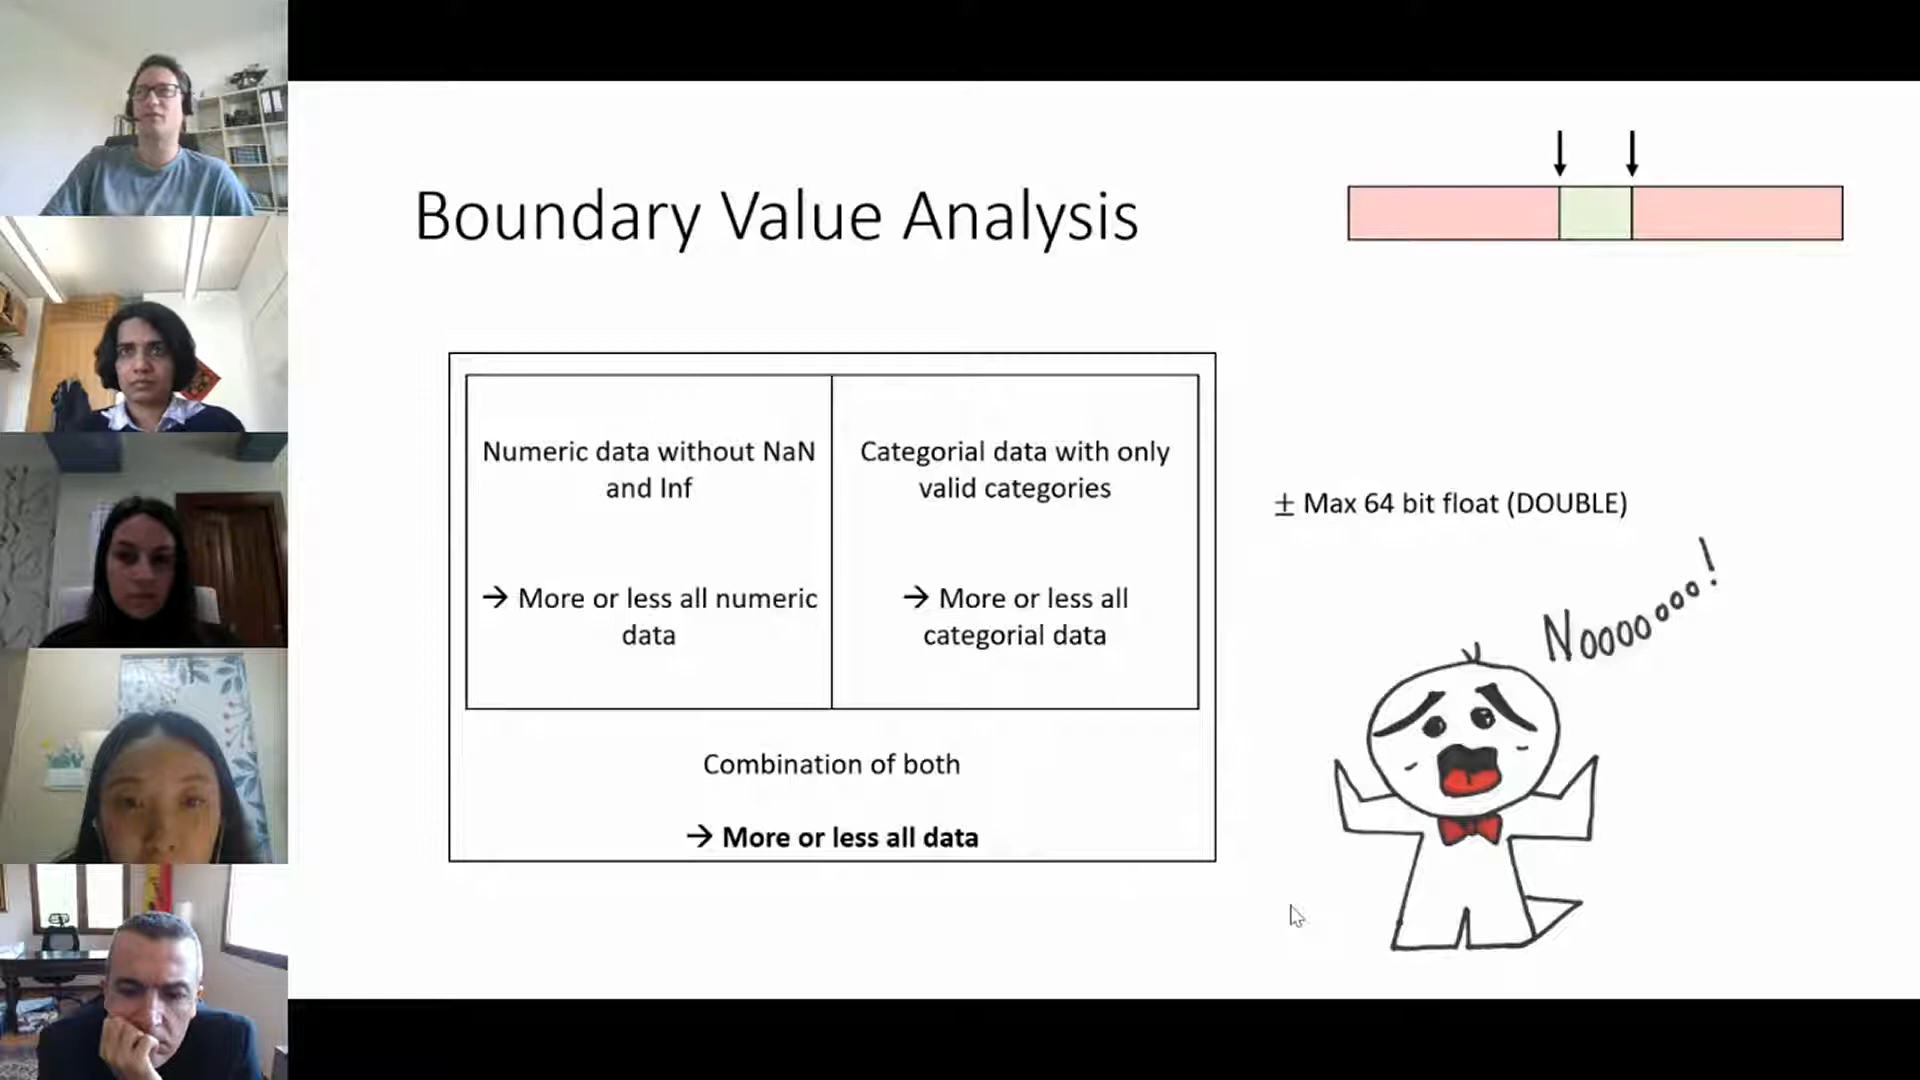 Boundary Value Analysis
Numeric data without NaN
and Inf
→ More or less all numeric
data
Categorial data with only
valid categories
→ More or less all
categorial data
Combination of both
→ More or less all data
± Max 64 bit float (DOUBLE)
Nooooooo!